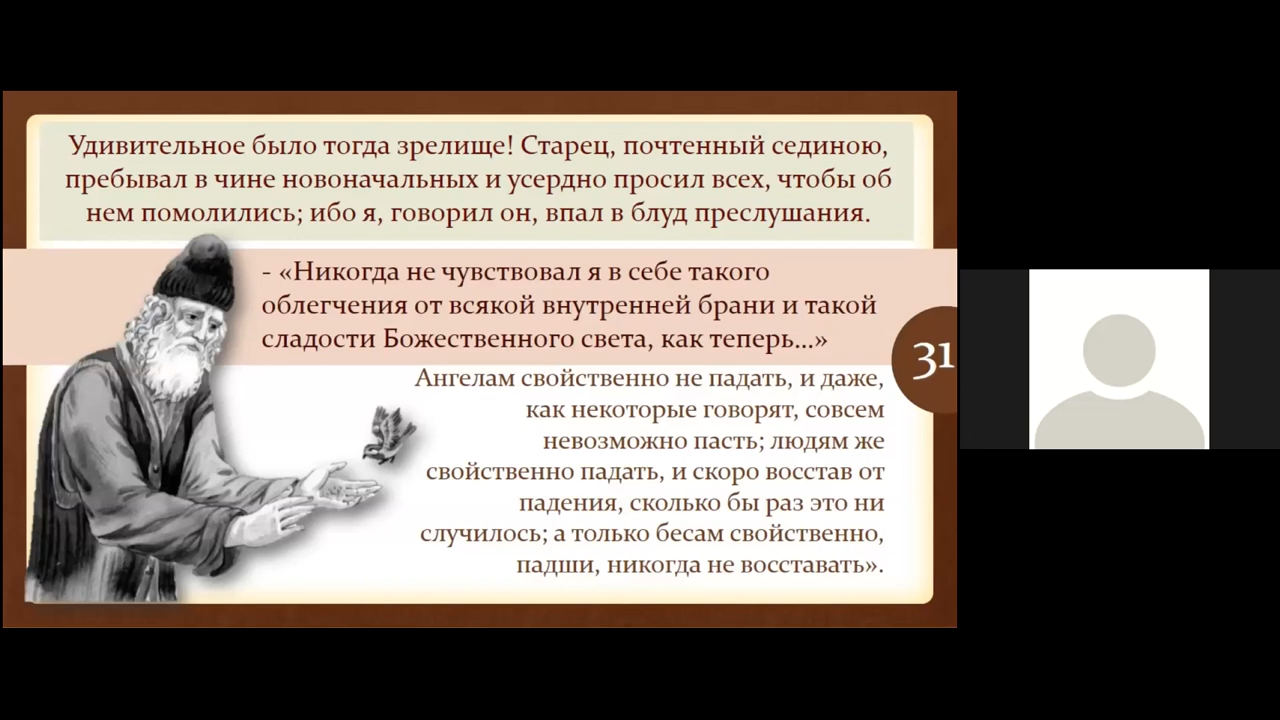 Удивительное было тогда зрелище! Старец, почтенный сединою,
пребывал в чине новоначальных и усердно просил всех, чтобы об
нем помолились; ибо я, говорил он, впал в блуд преслушания.
- «Никогда не чувствовал я в себе такого
облегчения от всякой внутренней брани и такой
сладости Божественного света, как теперь...»
31
Ангелам свойственно не падать, и даже,
как некоторые говорят, совсем
невозможно пасть; людям же
свойственно падать, и скоро восстав от
падения, сколько бы раз это ни
случилось; а только бесам свойственно,
падши, никогда не восставать».